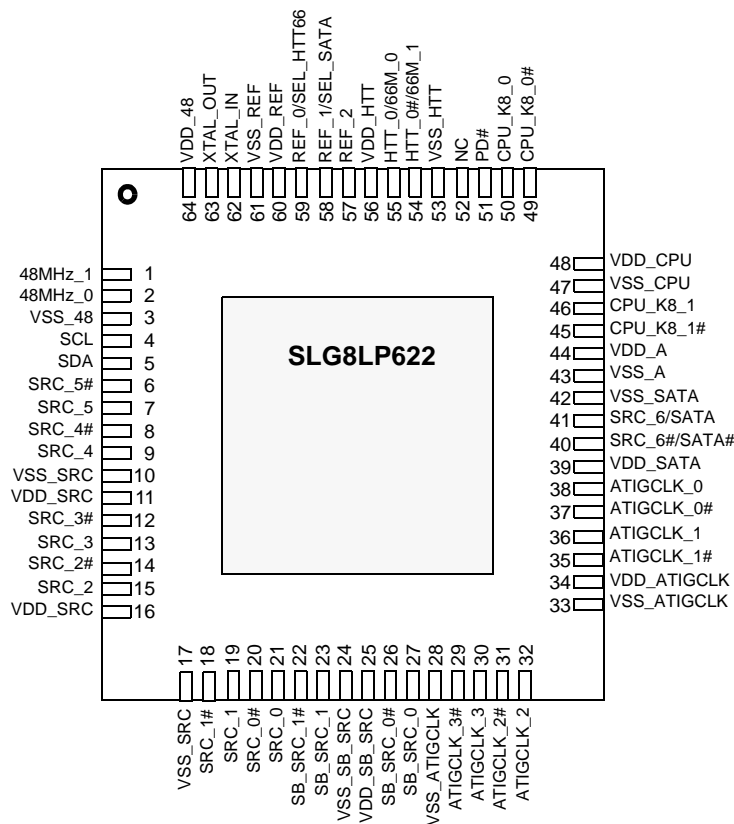 VDD_48
XTAL_OUT
XTAL_IN
VSS_REF
VDD_REF
REF_0/SEL_HTT66
REF_1/SEL_SATA
REF_2
VDD_HTT
HTT_0/66M_0
HTT_0#/66M_1
VSS_HTT
NC
PD#
CPU_K8_0
CPU_K8_0#
64 63 62 61 60 59 58 57 56 55 54 53 52 51 50 49
48MHz_1 1
48MHz_0 2
VSS_48 3
SCL 4
SDA 5
SRC_5# 6
SRC_5 7
SRC_4# 8
SRC_4 9
VSS_SRC 10
VDD_SRC 11
SRC_3# 12
SRC_3 13
SRC_2# 14
SRC_2 15
VDD_SRC 16
SLG8LP622
48 VDD_CPU
47 VSS_CPU
46 CPU_K8_1
45 CPU_K8_1#
44 VDD_A
43 VSS_A
42 VSS_SATA
41 SRC_6/SATA
40 SRC_6#/SATA#
39 VDD_SATA
38 ATIGCLK_0
37 ATIGCLK_0#
36 ATIGCLK_1
35 ATIGCLK_1#
34 VDD_ATIGCLK
33 VSS_ATIGCLK
17 18 19 20 21 22 23 24 25 26 27 28 29 30 31 32
VSS_SRC
SRC_1#
SRC_1
SRC_0#
SRC_0
SB_SRC_1#
SB_SRC_1
VSS_SB_SRC
VDD_SB_SRC
SB_SRC_0#
SB_SRC_0
VSS_ATIGCLK
ATIGCLK_3#
ATIGCLK_3
ATIGCLK_2#
ATIGCLK_2